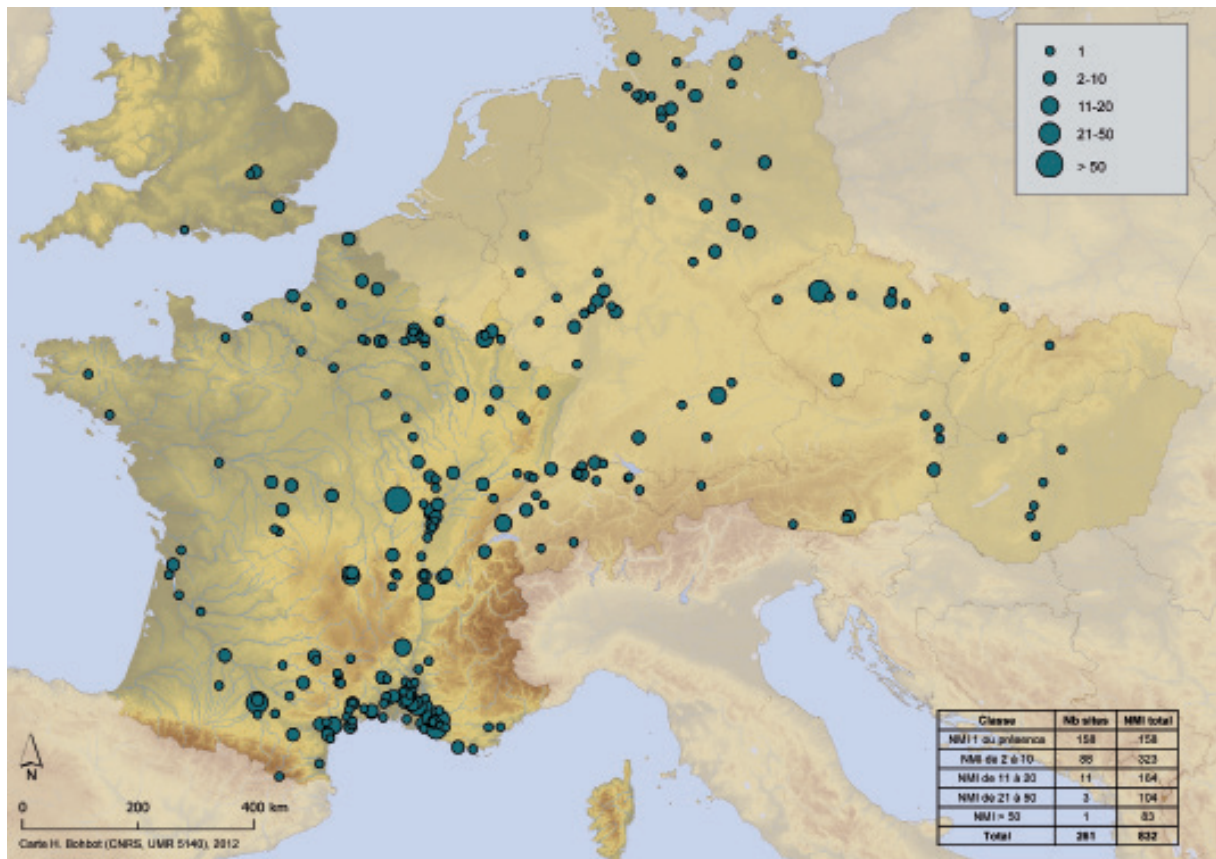 1
2-10
11-20
21-50
> 50
Classe Nb sites NMI total
NMI 1 ou présence 158 158
NMI de 2 à 10 88 323
NMI de 11 à 20 11 164
NMI de 21 à 50 3 104
NMI > 50 1 83
Total 261 832
N
0 200 400 km
Carte H. Bohbot (CNRS, UMR 5140), 2012